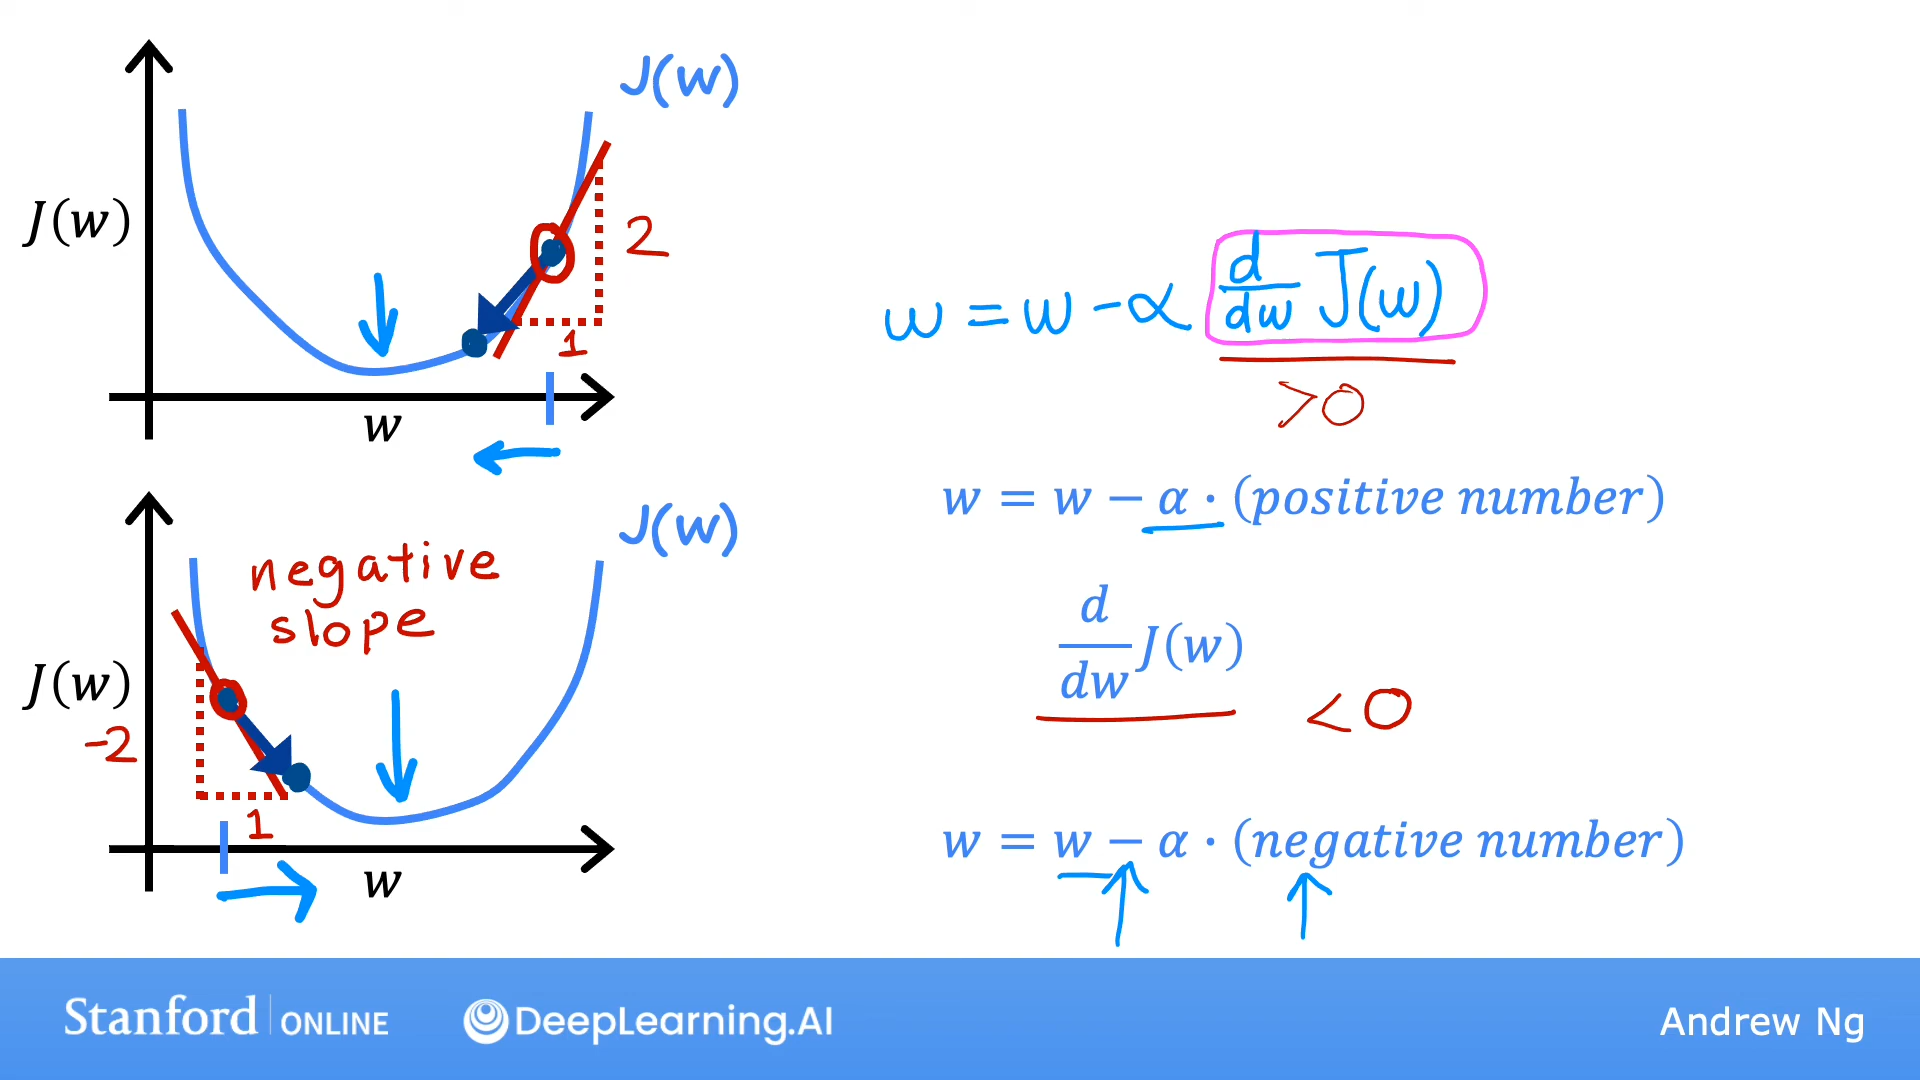 J(w)
J(w)
2
1
w
w = w - α d/dw J(w)
>0
w = w − α · (positive number)
J(w)
negative
slope
J(w)
-2
1
w
d/dw J(w)
<0
w = w − α · (negative number)
Stanford | ONLINE
DeepLearning.AI
Andrew Ng